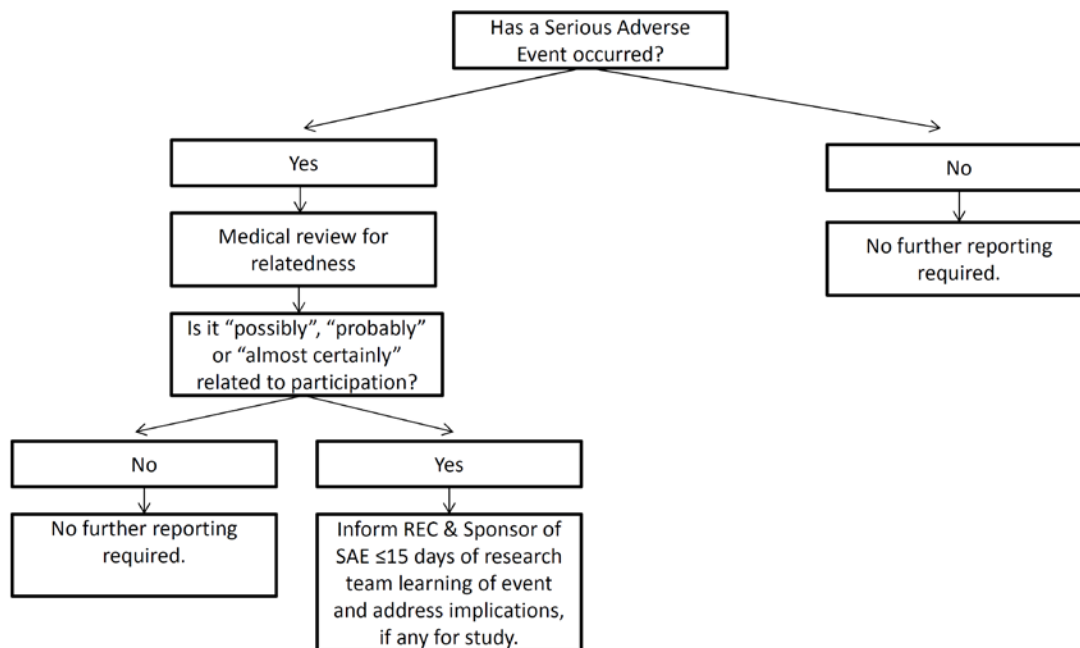 Has a Serious Adverse
Event occurred?
Yes
No
Medical review for
relatedness
No further reporting
required.
Is it “possibly”, “probably”
or “almost certainly”
related to participation?
No
Yes
No further reporting
required.
Inform REC & Sponsor of
SAE ≤15 days of research
team learning of event
and address implications,
if any for study.